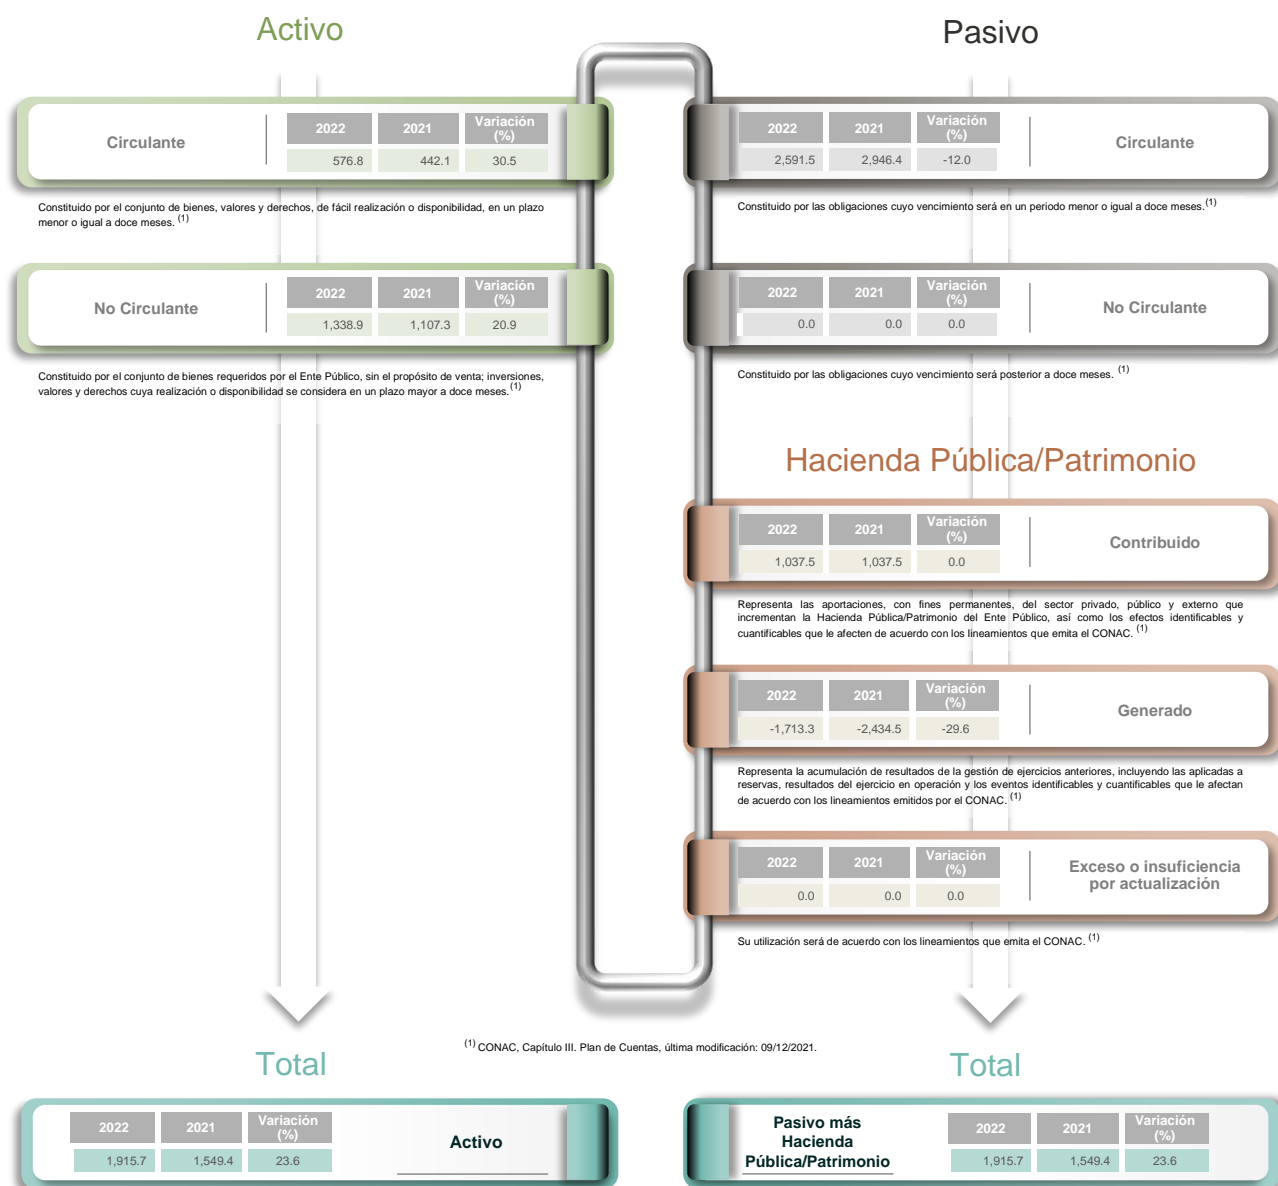 Activo
Circulante
2022 2021 Variación (%)
576.8 442.1 30.5
Constituido por el conjunto de bienes, valores y derechos, de fácil realización o disponibilidad, en un plazo
menor o igual a doce meses. (1)
No Circulante
2022 2021 Variación (%)
1,338.9 1,107.3 20.9
Constituido por el conjunto de bienes requeridos por el Ente Público, sin el propósito de venta; inversiones,
valores y derechos cuya realización o disponibilidad se considera en un plazo mayor a doce meses. (1)
Pasivo
2022 2021 Variación (%)
2,591.5 2,946.4 -12.0
Circulante
Constituido por las obligaciones cuyo vencimiento será en un periodo menor o igual a doce meses. (1)
2022 2021 Variación (%)
0.0 0.0 0.0
No Circulante
Constituido por las obligaciones cuyo vencimiento será posterior a doce meses. (1)
Hacienda Pública/Patrimonio
2022 2021 Variación (%)
1,037.5 1,037.5 0.0
Contribuido
Representa las aportaciones, con fines permanentes, del sector privado, público y externo que
incrementan la Hacienda Pública/Patrimonio del Ente Público, así como los efectos identificables y
cuantificables que le afecten de acuerdo con los lineamientos que emita el CONAC. (1)
2022 2021 Variación (%)
-1,713.3 -2,434.5 -29.6
Generado
Representa la acumulación de resultados de la gestión de ejercicios anteriores, incluyendo las aplicadas a
reservas, resultados del ejercicio en operación y los eventos identificables y cuantificables que le afectan
de acuerdo con los lineamientos emitidos por el CONAC. (1)
2022 2021 Variación (%)
0.0 0.0 0.0
Exceso o insuficiencia
por actualización
Su utilización será de acuerdo con los lineamientos que emita el CONAC. (1)
(1) CONAC, Capítulo III. Plan de Cuentas, última modificación: 09/12/2021.
Total
2022 2021 Variación (%)
1,915.7 1,549.4 23.6
Activo
Total
Pasivo más
Hacienda
Pública/Patrimonio
2022 2021 Variación (%)
1,915.7 1,549.4 23.6